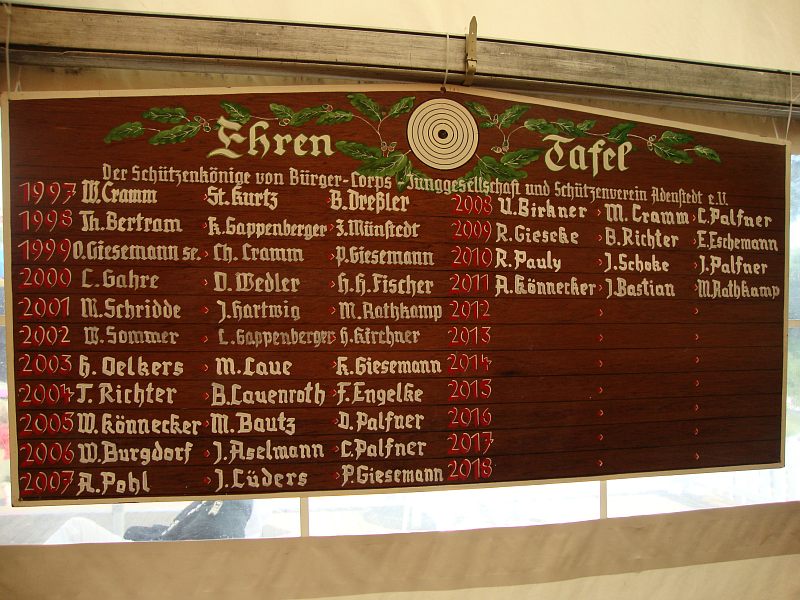 Ehren Tafel
Der Schützenkönige von Bürger-Corps - Junggesellschaft und Schützenverein Adenstedt e.V.
1997 W. Cramm St. Kurtz B. Dreßler
1998 Th. Bertram K. Gappenberger Z. Münstedt
1999 O. Giesemann se. Ch. Cramm P. Giesemann
2000 C. Gahre D. Wedler H.H. Fischer
2001 M. Schridde J. Hartwig M. Rathkamp
2002 W. Sommer L. Gappenberger H. Kirchner
2003 H. Oelkers M. Laue K. Giesemann
2004 T. Richter B. Lauenroth F. Engelke
2005 W. Könnecker M. Bautz D. Palfner
2006 W. Burgdorf J. Aselmann C. Palfner
2007 A. Pohl J. Lüders P. Giesemann
2008 U. Birkner M. Cramm C. Palfner
2009 R. Giescke B. Richter E. Eschemann
2010 R. Pauly J. Schoke J. Palfner
2011 A. Könnecker J. Bastian M. Rathkamp
2012
2013
2014
2015
2016
2017
2018